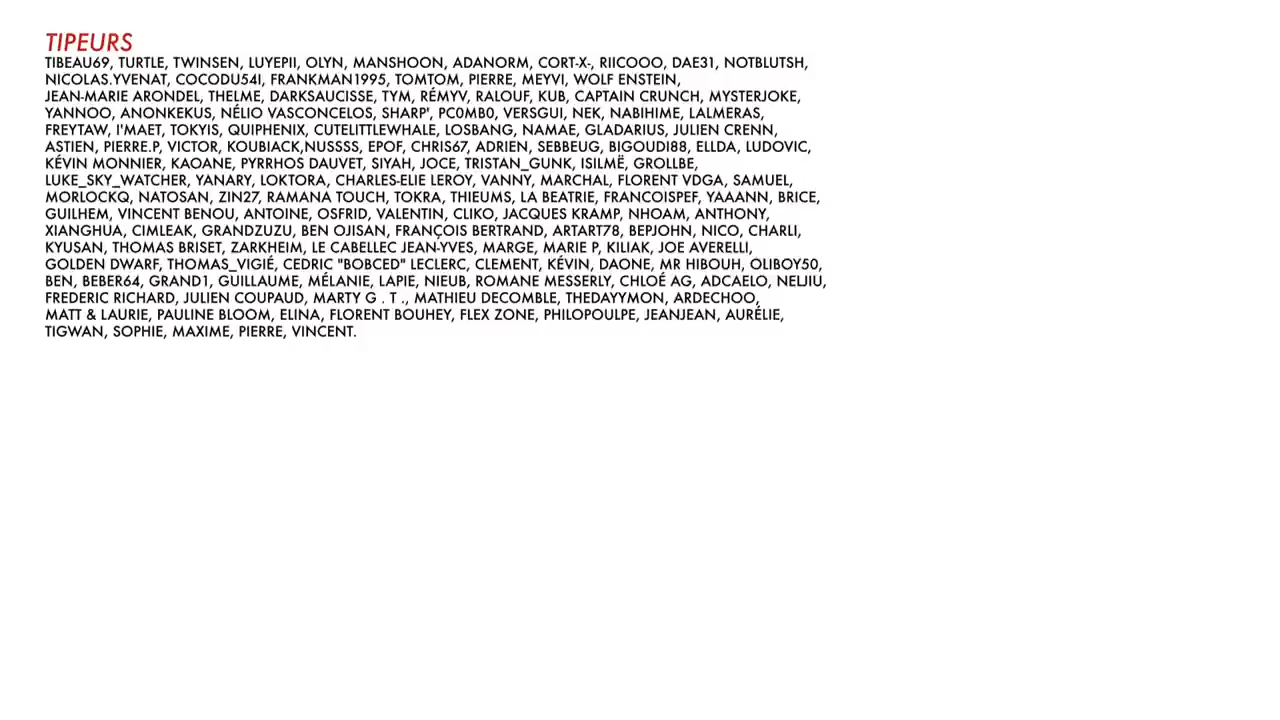 TIPEURS
TIBEAU69, TURTLE, TWINSEN, LUYEPII, OLYN, MANSHOON, ADANORM, CORT-X-, RIICOOO, DAE31, NOTBLUTSH,
NICOLAS.YVENAT, COCODU54I, FRANKMAN1995, TOMTOM, PIERRE, MEYVI, WOLF ENSTEIN,
JEAN-MARIE ARONDEL, THELME, DARKSAUCISSE, TYM, RÉMYV, RALOUF, KUB, CAPTAIN CRUNCH, MYSTERJOKE,
YANNOO, ANONKEKUS, NÉLIO VASCONCELOS, SHARP', PC0MB0, VERSGUI, NEK, NABIHIME, LALMERAS,
FREYTAW, I'MAET, TOKYIS, QUIPHENIX, CUTELITTLEWHALE, LOSBANG, NAMAE, GLADARIUS, JULIEN CRENN,
ASTIEN, PIERRE.P, VICTOR, KOUBIACK,NUSSSS, EPOF, CHRIS67, ADRIEN, SEBBEUG, BIGOUDI88, ELLDA, LUDOVIC,
KÉVIN MONNIER, KAOANE, PYRRHOS DAUVET, SIYAH, JOCE, TRISTAN_GUNK, ISILMË, GROLLBE,
LUKE_SKY_WATCHER, YANARY, LOKTORA, CHARLES-ELIE LEROY, VANNY, MARCHAL, FLORENT VDGA, SAMUEL,
MORLOCKQ, NATOSAN, ZIN27, RAMANA TOUCH, TOKRA, THIEUMS, LA BEATRIE, FRANCOISPEF, YAAANN, BRICE,
GUILHEM, VINCENT BENOU, ANTOINE, OSFRID, VALENTIN, CLIKO, JACQUES KRAMP, NHOAM, ANTHONY,
XIANGHUA, CIMLEAK, GRANDZUZU, BEN OJISAN, FRANÇOIS BERTRAND, ARTART78, BEPJOHN, NICO, CHARLI,
KYUSAN, THOMAS BRISET, ZARKHEIM, LE CABELLEC JEAN-YVES, MARGE, MARIE P, KILIAK, JOE AVERELLI,
GOLDEN DWARF, THOMAS_VIGIÉ, CEDRIC "BOBCED" LECLERC, CLEMENT, KÉVIN, DAONE, MR HIBOUH, OLIBOY50,
BEN, BEBER64, GRAND1, GUILLAUME, MÉLANIE, LAPIE, NIEUB, ROMANE MESSERLY, CHLOÉ AG, ADCAELO, NELJIU,
FREDERIC RICHARD, JULIEN COUPAUD, MARTY G . T ., MATHIEU DECOMBLE, THEDAYYMON, ARDECHOO,
MATT & LAURIE, PAULINE BLOOM, ELINA, FLORENT BOUHEY, FLEX ZONE, PHILOPOULPE, JEANJEAN, AURÉLIE,
TIGWAN, SOPHIE, MAXIME, PIERRE, VINCENT.